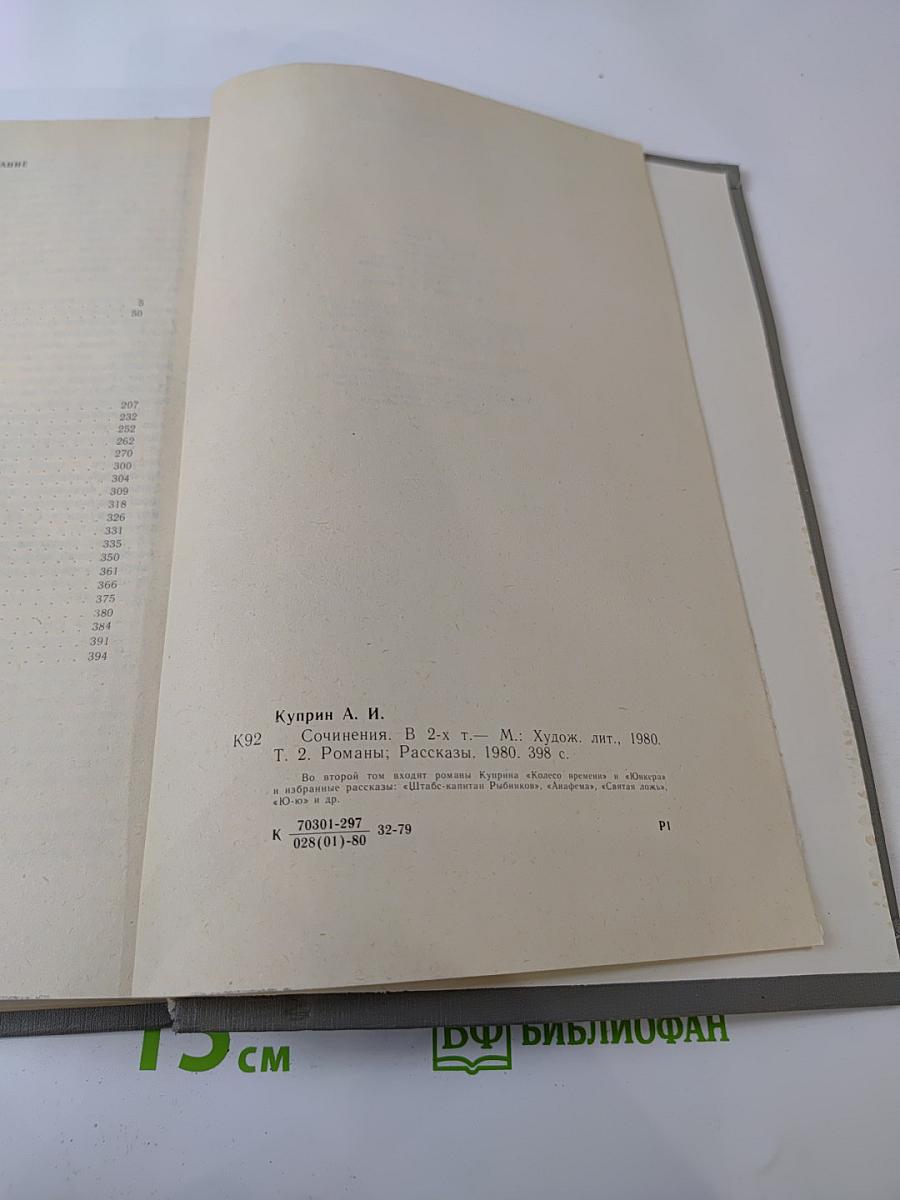 АНИЕ
5
50
207
232
252
262
270
300
304
309
318
326
331
335
350
361
366
375
380
384
391
394
Куприн А. И.
К92 Сочинения. В 2-х т.— М.: Худож. лит., 1980.
Т. 2. Романы; Рассказы. 1980. 398 с.
Во второй том входят романы Куприна «Колесо времени» и «Юнкера»
и избранные рассказы: «Штабс-капитан Рыбников», «Анафема», «Святая ложь»,
«Ю-ю» и др.
К 70301-297 32-79
028(01)-80
Р1
15 см
БФ БИБЛИОФАН